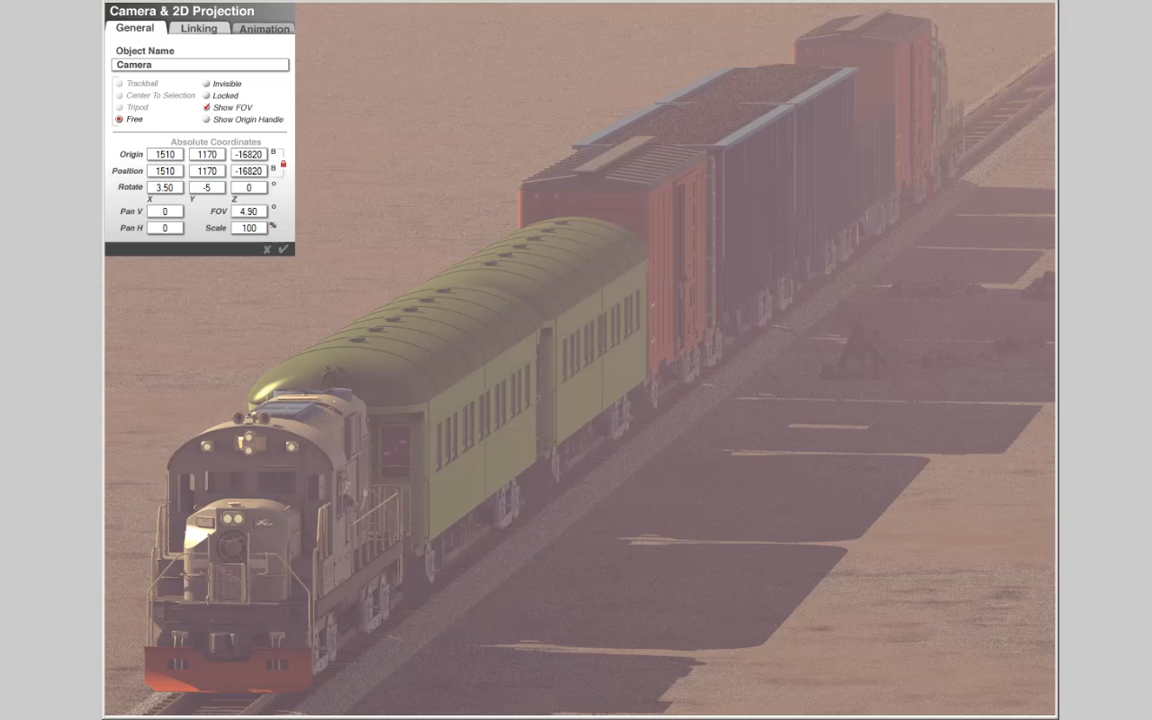 Camera & 2D Projection
General Linking Animation
Object Name
Camera
Trackball Invisible
Center To Selection Locked
Tripod Show FOV
Free Show Origin Handle
Absolute Coordinates
Origin 1510 1170 -16820 B
Position 1510 1170 -16820 B
Rotate 3.50 -5 0 °
X Y Z
Pan V 0 FOV 4.90 °
Pan H 0 Scale 100 %